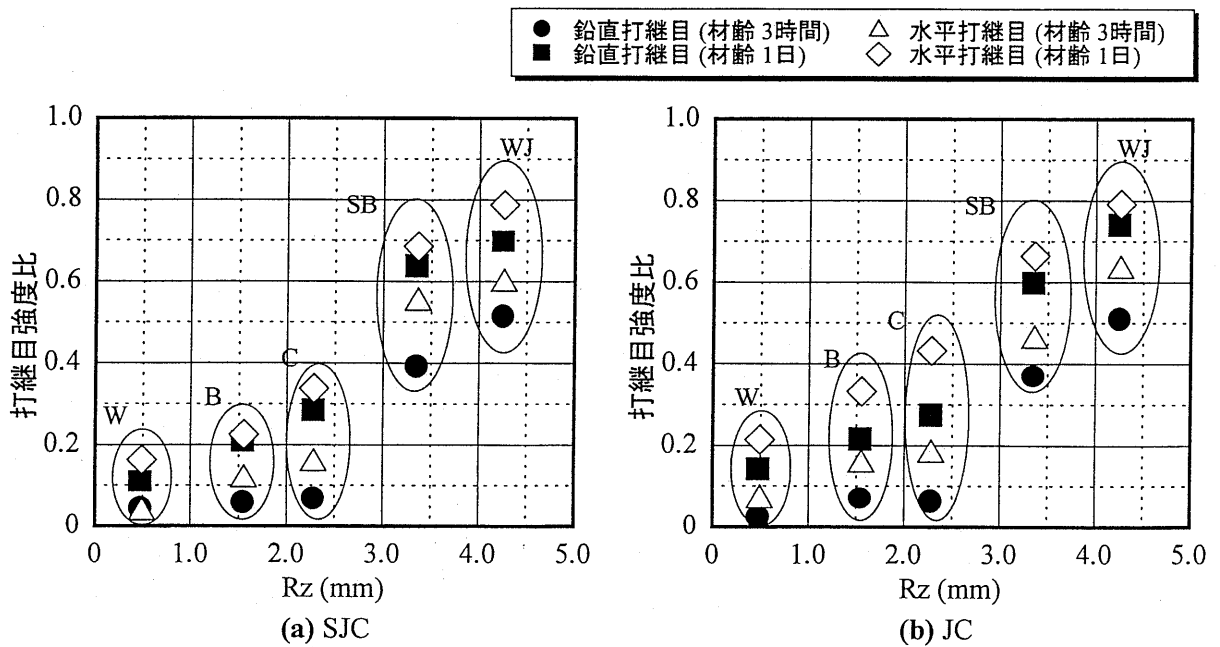 ● 鉛直打継目 (材齢 3時間) △ 水平打継目 (材齢 3時間)
■ 鉛直打継目 (材齢 1日) ◇ 水平打継目 (材齢 1日)
打継目強度比
1.0
0.8
0.6
0.4
0.2
0
W
B
C
SB
WJ
0 1.0 2.0 3.0 4.0 5.0
Rz (mm)
(a) SJC
打継目強度比
1.0
0.8
0.6
0.4
0.2
0
W
B
C
SB
WJ
0 1.0 2.0 3.0 4.0 5.0
Rz (mm)
(b) JC